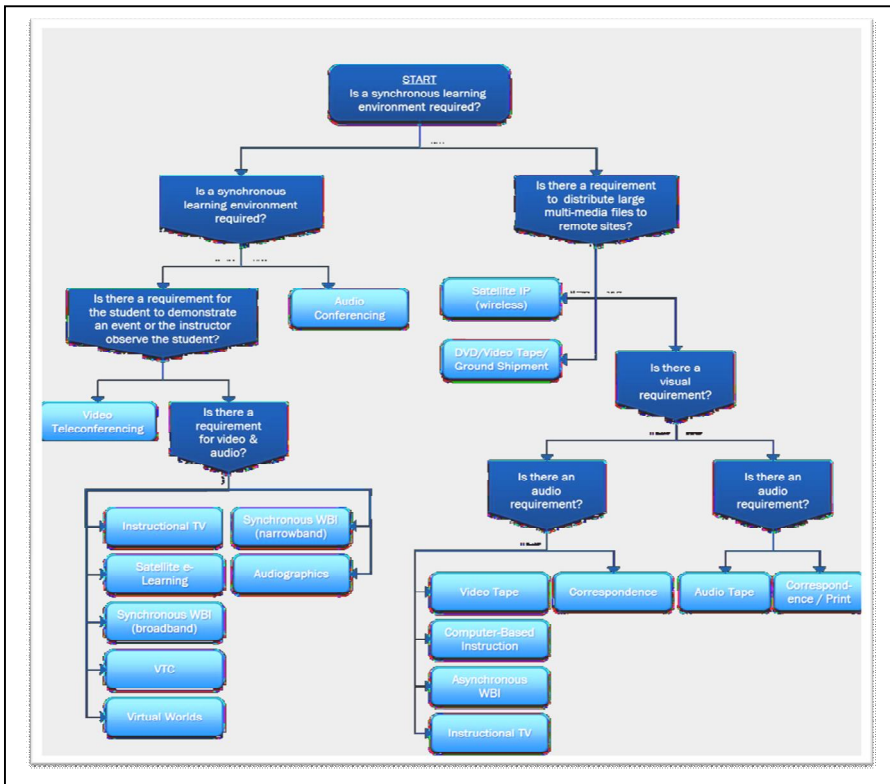 START
Is a synchronous learning
environment required?
Is a synchronous
learning environment
required?
Is there a requirement
to distribute large
multi-media files to
remote sites?
Is there a requirement for
the student to demonstrate
an event or the instructor
observe the student?
Audio
Conferencing
Satellite IP
(wireless)
DVD/Video Tape/
Ground Shipment
Is there a
visual
requirement?
Video
Teleconferencing
Is there a
requirement
for video &
audio?
Is there an
audio
requirement?
Is there an
audio
requirement?
Instructional TV
Synchronous WBI
(narrowband)
Satellite e-
Learning
Audiographics
Synchronous WBI
(broadband)
VTC
Virtual Worlds
Video Tape
Correspondence
Audio Tape
Correspond-
ence / Print
Computer-Based
Instruction
Asynchronous
WBI
Instructional TV